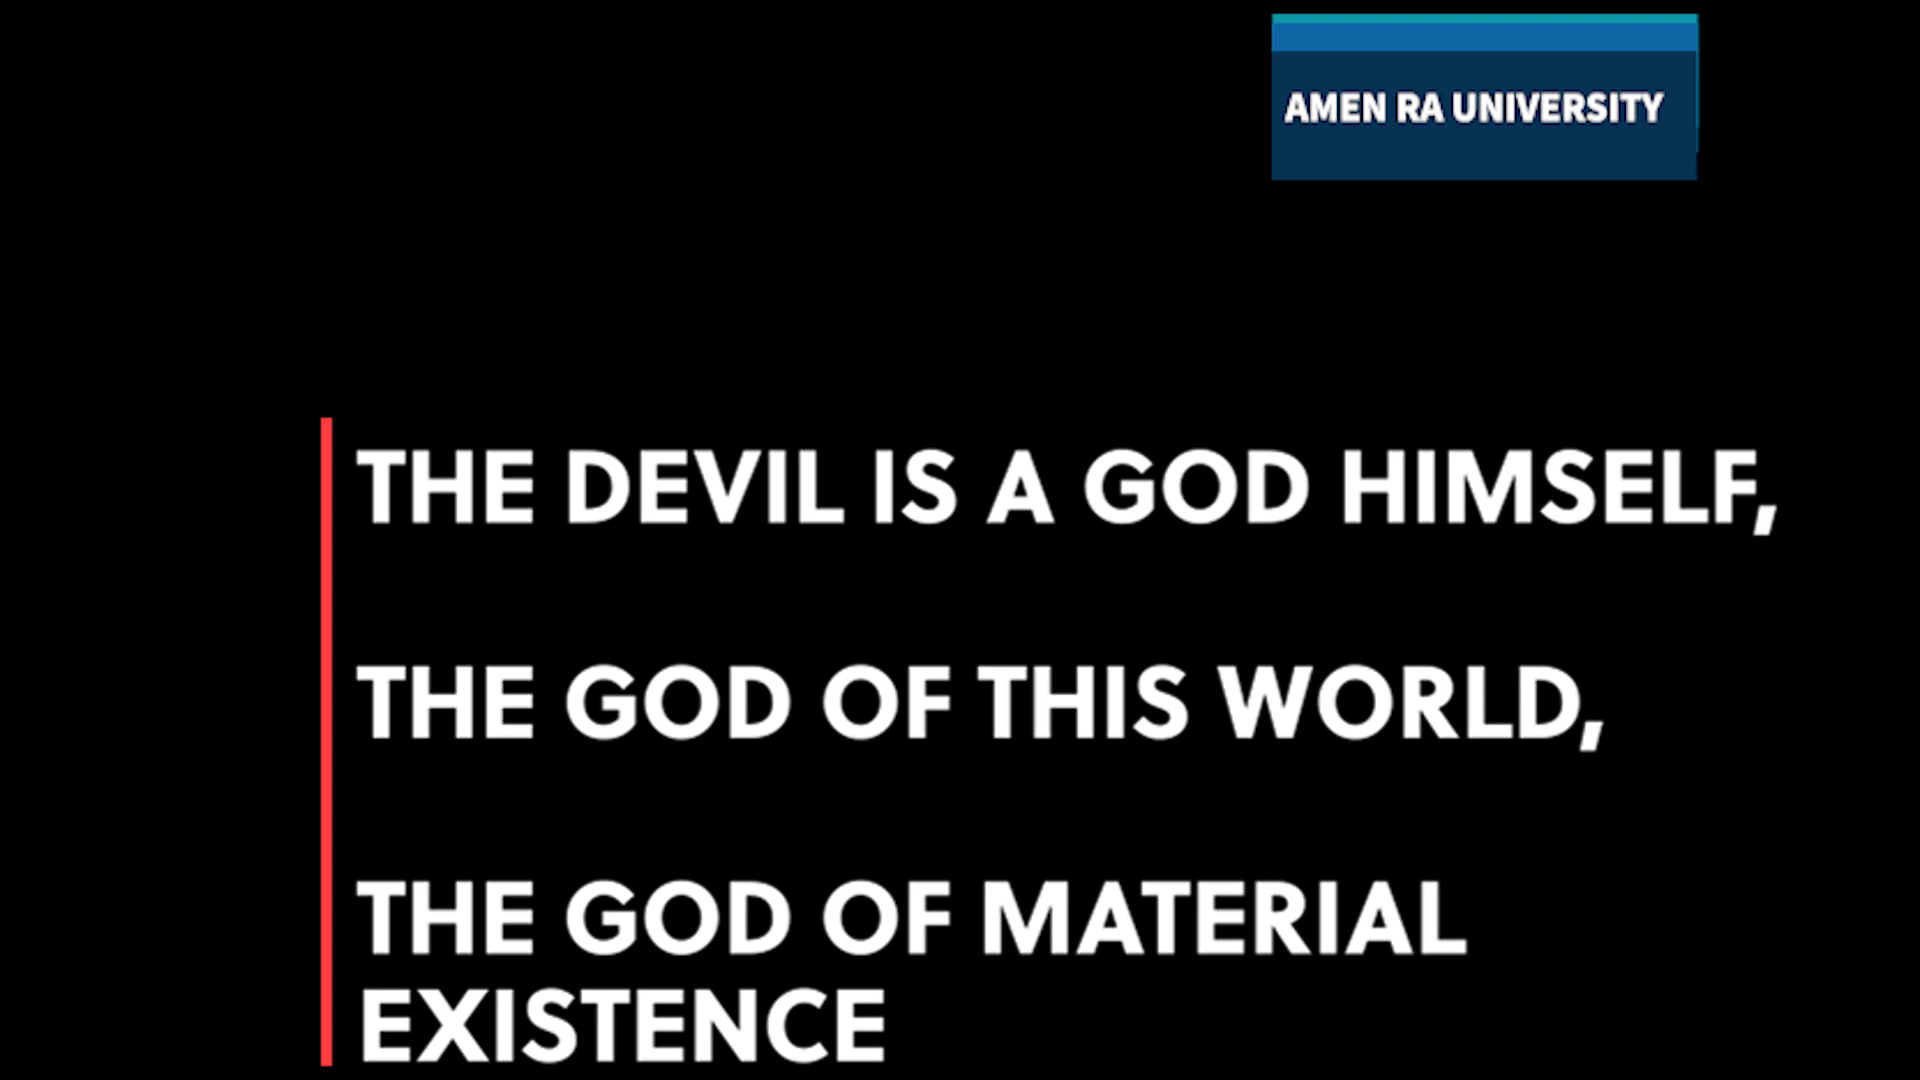 AMEN RA UNIVERSITY
THE DEVIL IS A GOD HIMSELF,
THE GOD OF THIS WORLD,
THE GOD OF MATERIAL
EXISTENCE